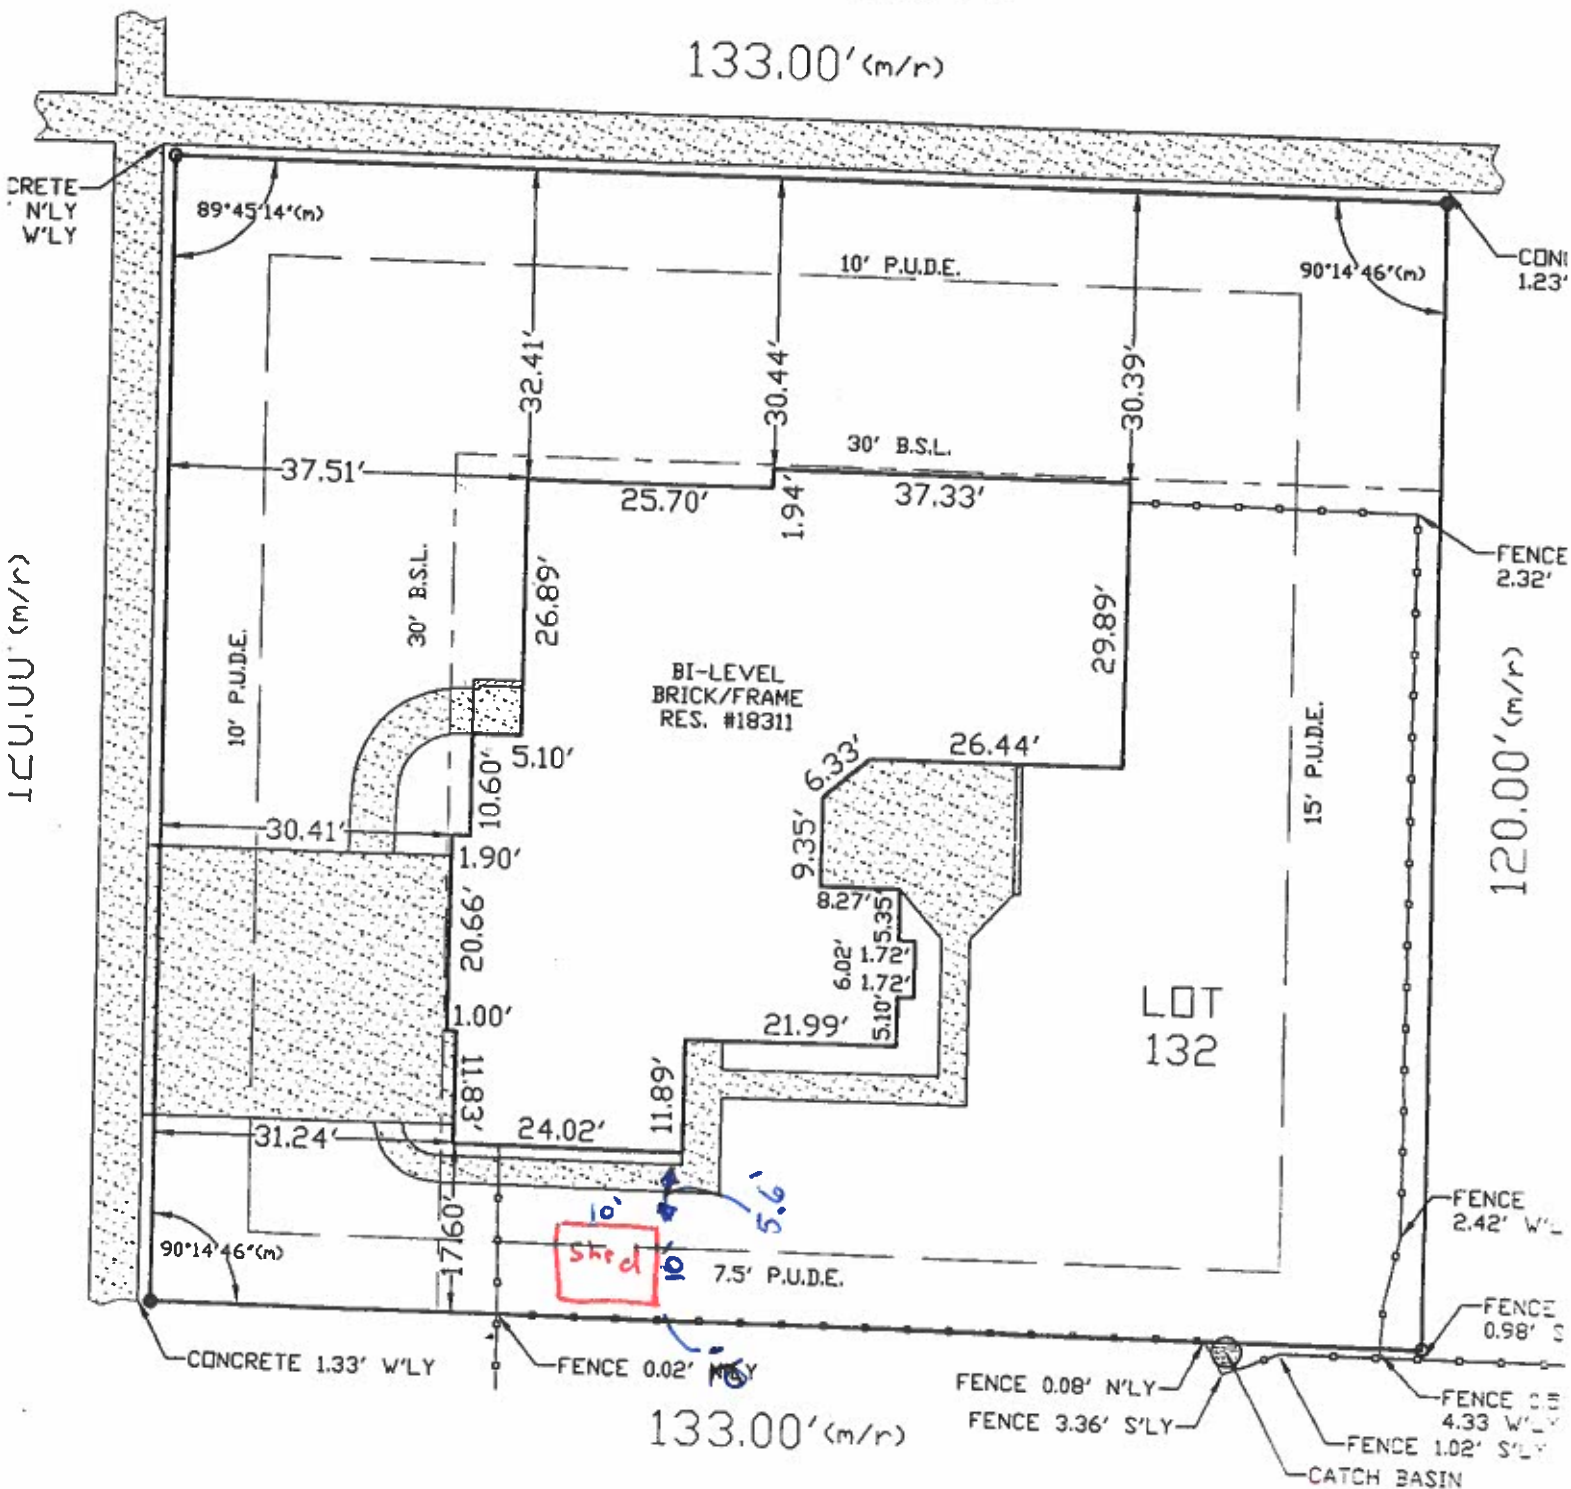 133.00'(m/r)
CRETE
N'LY
W'LY
89°45'14"(m)
10' P.U.D.E.
90°14'46"(m)
1.23'
32.41'
30.44'
30.39'
30' B.S.L.
37.51'
25.70'
1.94'
37.33'
FENCE
2.32'
120.00'(m/r)
10' P.U.D.E.
30' B.S.L.
26.89'
BI-LEVEL
BRICK/FRAME
RES. #18311
29.89'
15' P.U.D.E.
120.00'(m/r)
5.10'
10.60'
6.33'
26.44'
30.41'
1.90'
9.35'
20.66'
8.27'
5.35'
6.02'
1.72'
1.72'
5.10'
1.00'
21.99'
LOT
132
11.83'
11.89'
31.24'
24.02'
17.60'
10'
5.6'
Shed
10'
7.5' P.U.D.E.
90°14'46"(m)
FENCE
2.42' W'L
FENCE
0.98' S
CONCRETE 1.33' W'LY
FENCE 0.02'
FENCE 0.08' N'LY
FENCE 3.36' S'LY
FENCE
4.33 W'LY
FENCE 1.02' S'LY
CATCH BASIN
133.00'(m/r)